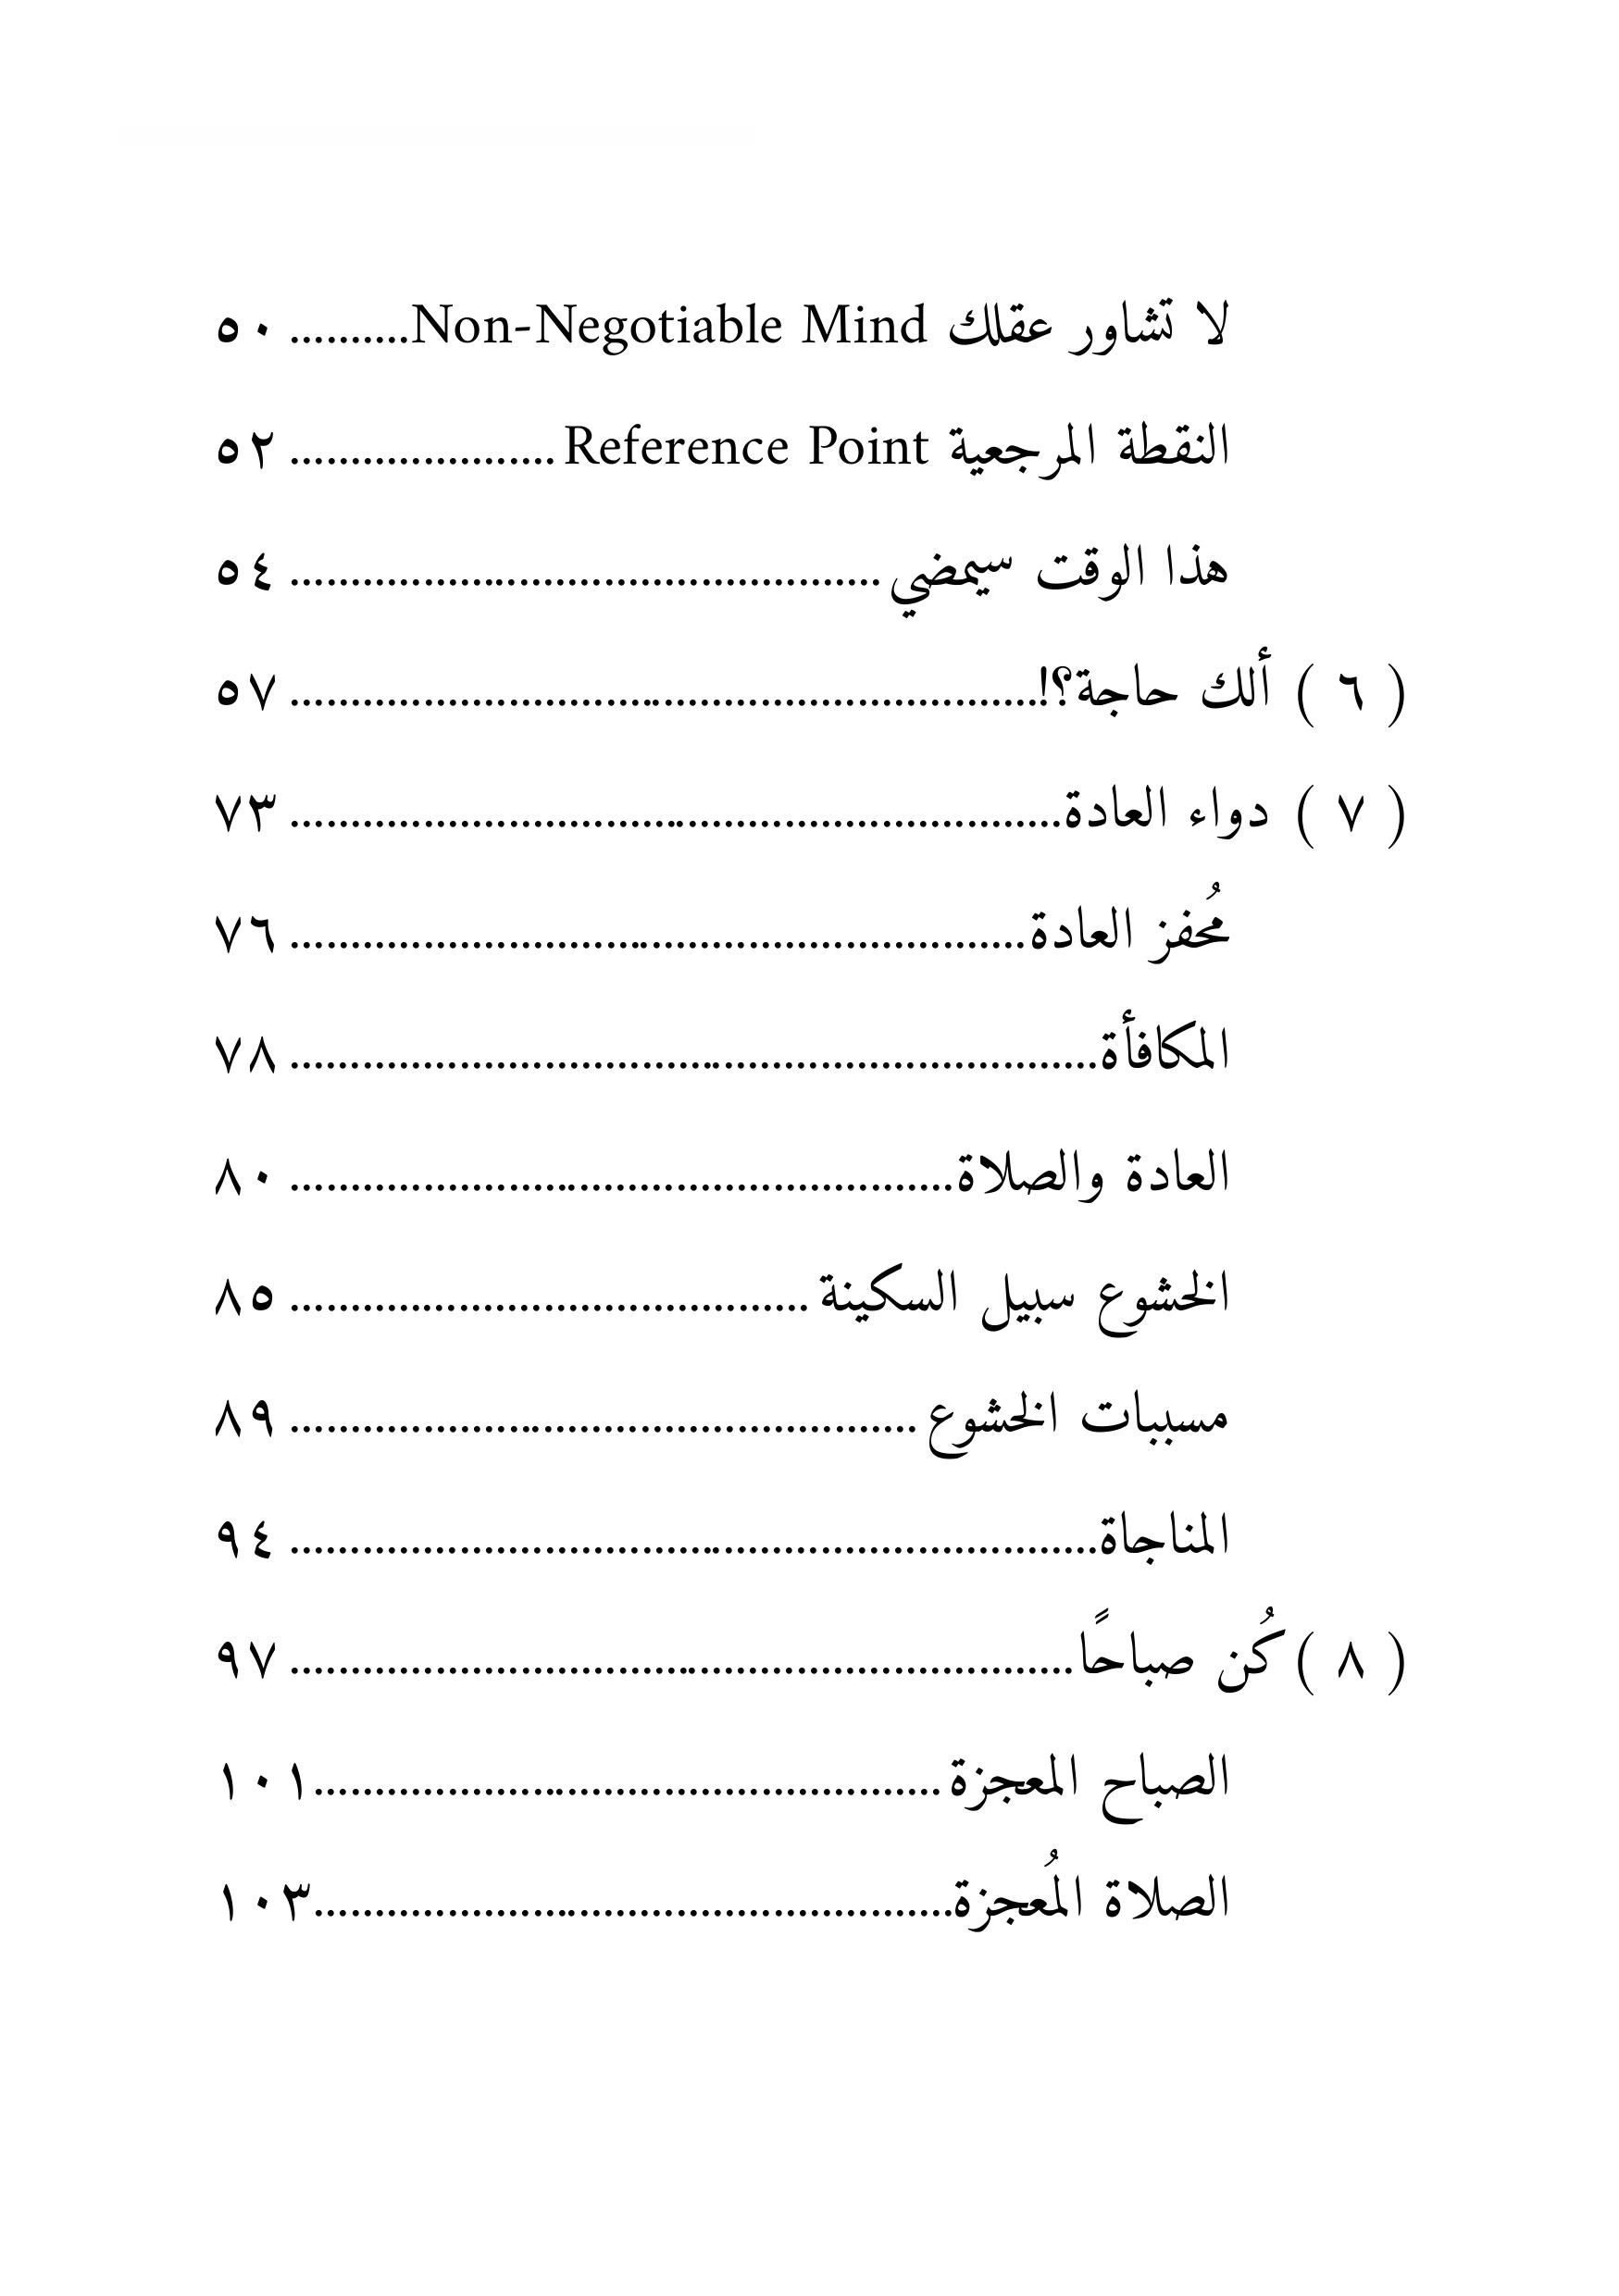 لا تشاور عقلك Non-Negotiable Mind.......... ٥٠
النقطة المرجعية Reference Point ...................... ٥٢
هذا الوقت سيمضي ................................................ ٥٤
( ٦ ) ألك حاجة؟!............................................................. ٥٧
( ٧ ) دواء العادة............................................................... ٧٣
مُحفز العادة............................................................ ٧٦
المكافأة.................................................................. ٧٨
العادة والصلاة...................................................... ٨٠
الخشوع سبيل السكينة ........................................... ٨٥
مسببات الخشوع ................................................... ٨٩
المناجاة.................................................................. ٩٤
( ٨ ) كُن صباحًا................................................................ ٩٧
الصباح المعجزة ...................................................١٠١
الصلاة المُعجزة....................................................١٠٣